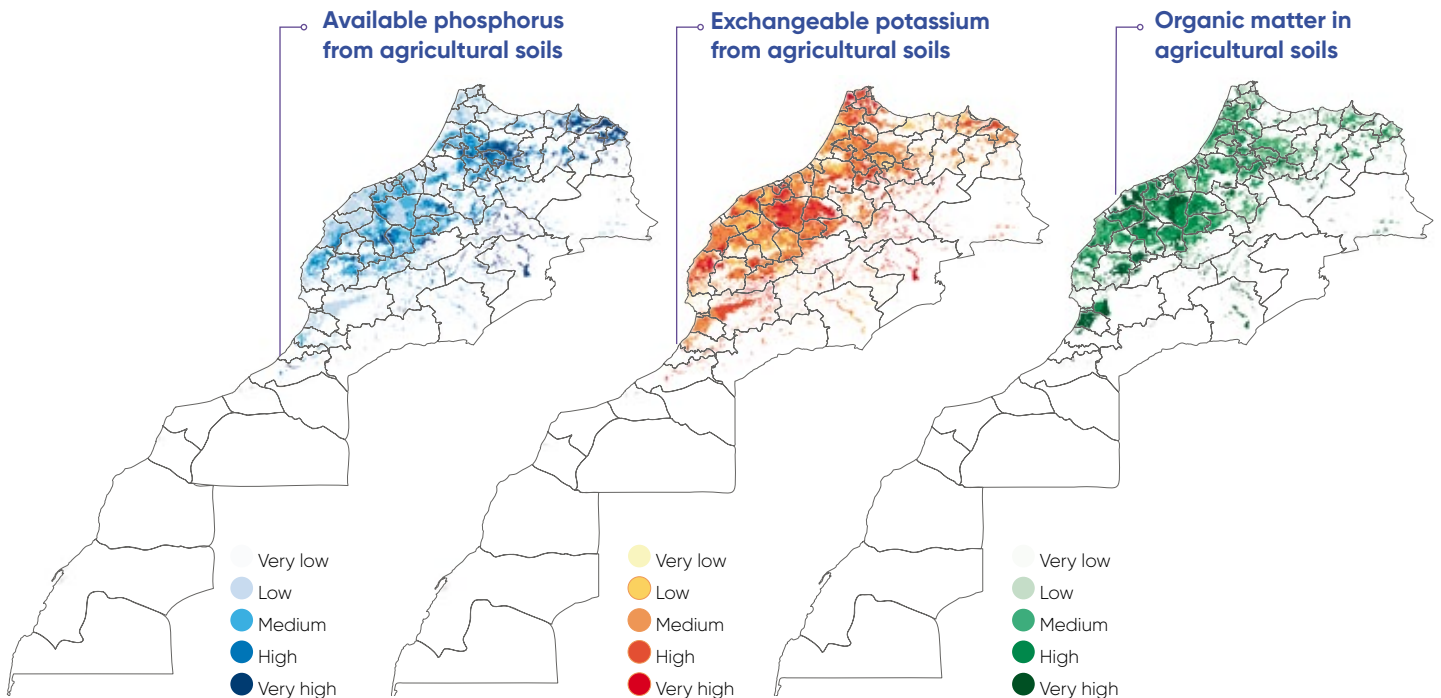 Available phosphorus
from agricultural soils
Exchangeable potassium
from agricultural soils
Organic matter in
agricultural soils
Very low
Low
Medium
High
Very high
Very low
Low
Medium
High
Very high
Very low
Low
Medium
High
Very high